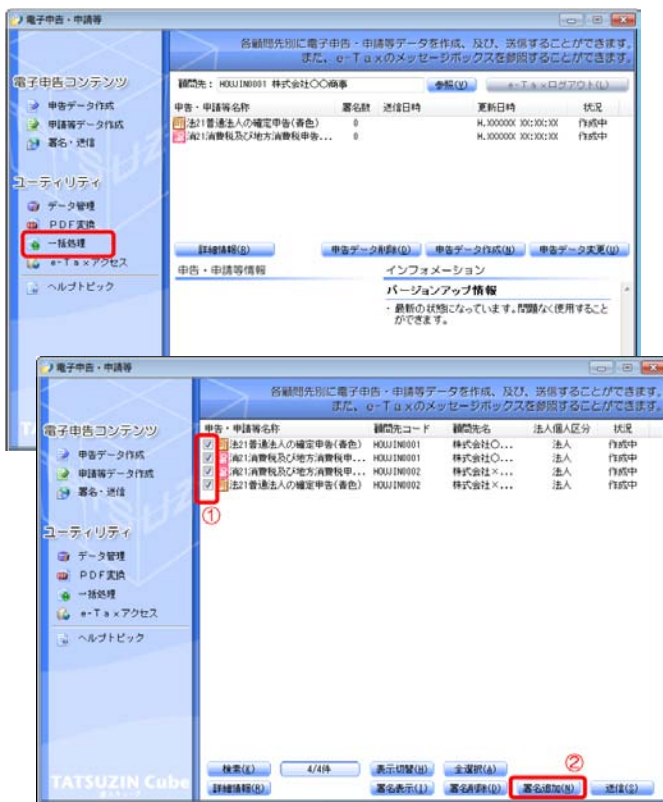 電子申告・申請等
各顧問先別に電子申告・申請等データを作成、及び、送信することができます。
また、e-Taxのメッセージボックスを参照することができます。
電子申告コンテンツ
申告データ作成
申請等データ作成
署名・送信
ユーティリティ
データ管理
PDF変換
一括処理
e-Taxアクセス
ヘルプトピック
顧問先: HOUJIN0001 株式会社〇〇商事 参照(V) e-Taxログアウト(L)
申告・申請等名称 署名数 送信日時 更新日時 状況
法21普通法人の確定申告(青色) 0 H.XXXXXX XX:XX:XX 作成中
消21消費税及び地方消費税申告... 0 H.XXXXXX XX:XX:XX 作成中
詳細情報(R) 申告データ削除(D) 申告データ作成(N) 申告データ変更(U)
申告・申請等情報 インフォメーション
バージョンアップ情報
・最新の状態になっています。問題なく使用すること
ができます。
電子申告・申請等
各顧問先別に電子申告・申請等データを作成、及び、送信することができます。
また、e-Taxのメッセージボックスを参照することができます。
電子申告コンテンツ
申告データ作成
申請等データ作成
署名・送信
ユーティリティ
データ管理
PDF変換
一括処理
e-Taxアクセス
ヘルプトピック
申告・申請等名称 顧問先コード 顧問先名 法人個人区分 状況
法21普通法人の確定申告(青色) HOUJIN0001 株式会社〇... 法人 作成中
消21消費税及び地方消費税申... HOUJIN0001 株式会社〇... 法人 作成中
消21消費税及び地方消費税申... HOUJIN0002 株式会社×... 法人 作成中
法21普通法人の確定申告(青色) HOUJIN0002 株式会社×... 法人 作成中
①
②
検索(K) 4/4件 表示切替(H) 全選択(A)
詳細情報(R) 署名表示(I) 署名削除(D) 署名追加(N) 送信(S)
TATSUZIN Cube